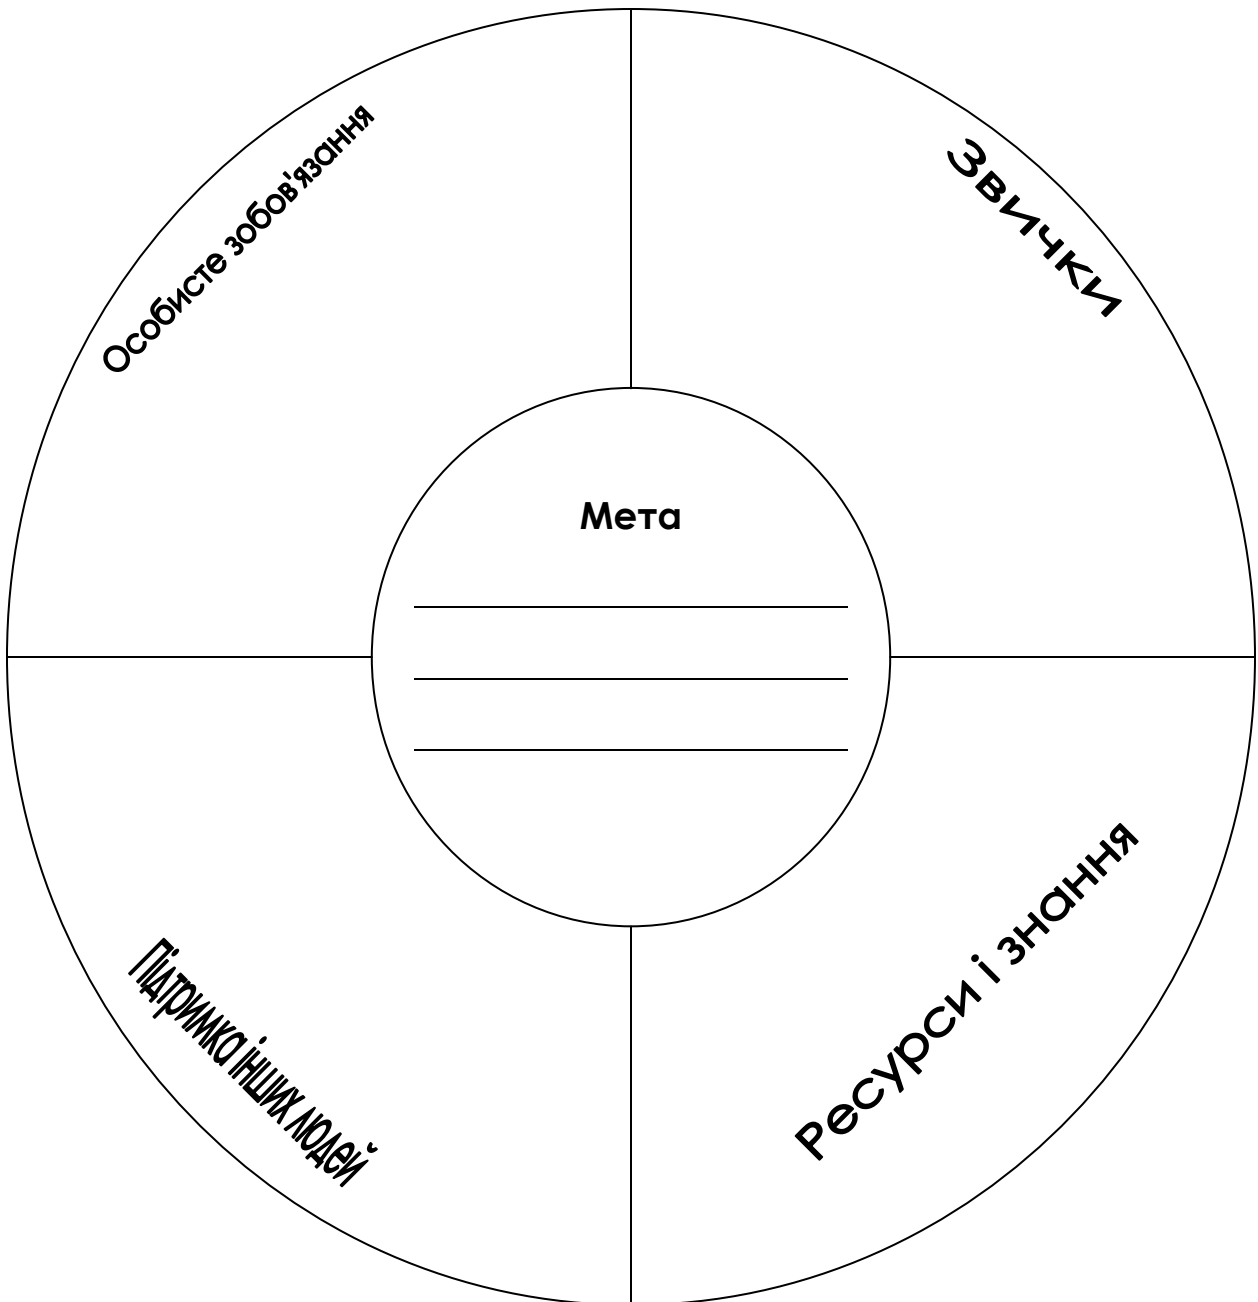 Особисте зобов'язання
Звички
Мета
Підтримка інших людей
Ресурси і знання